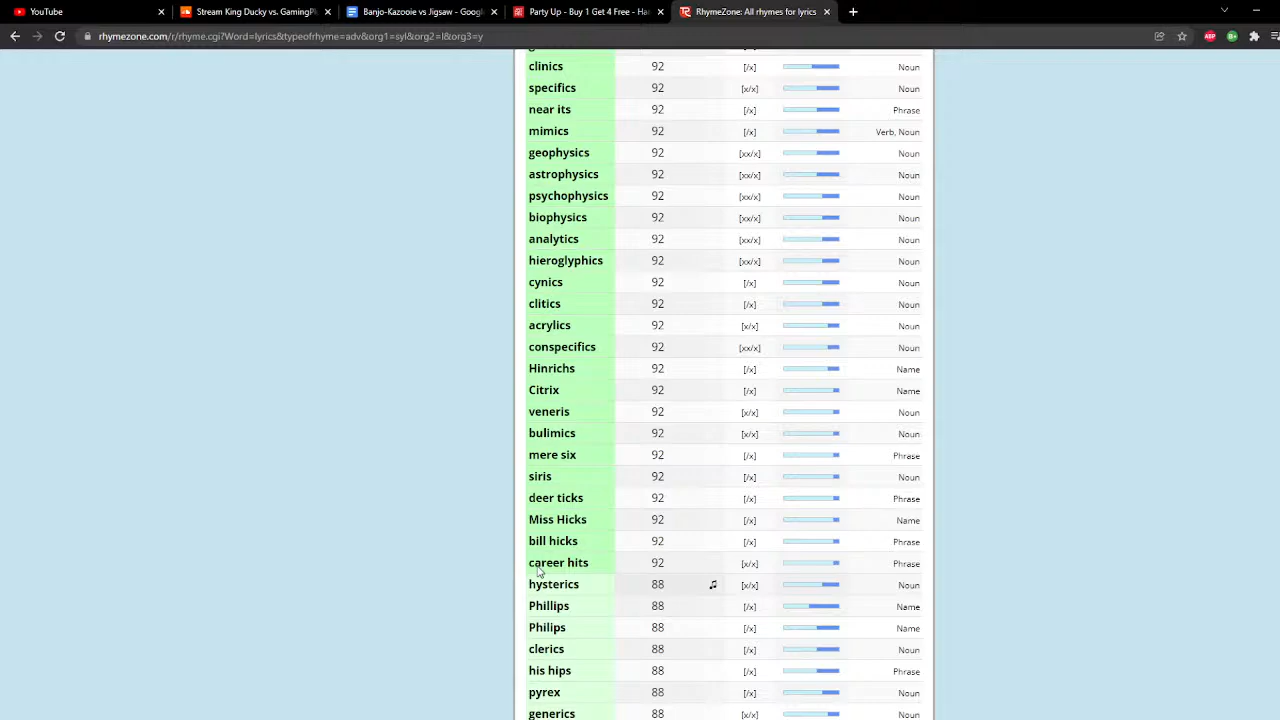 YouTube × Stream King Ducky vs. GamingPl × Banjo-Kazooie vs Jigsaw - Googl × Party Up - Buy 1 Get 4 Free - Ha × Rhymezone: All rhymes for lyrics × +
rhymezone.com/r/rhyme.cgi?Word=lyrics&typeofrhyme=adv&org1=syl&org2=l&org3=y ABP
clinics 92 [/x] Noun
specifics 92 [x/x] Noun
near its 92 [/x] Phrase
mimics 92 [/x] Verb, Noun
geophysics 92 [xx/x] Noun
astrophysics 92 [xx/x] Noun
psychophysics 92 [xx/x] Noun
biophysics 92 [xx/x] Noun
analytics 92 [xx/x] Noun
hieroglyphics 92 [xx/x] Noun
cynics 92 [/x] Noun
clitics 92 [/x] Noun
acrylics 92 [x/x] Noun
conspecifics 92 [xx/x] Noun
Hinrichs 92 [/x] Name
Citrix 92 [/x] Name
veneris 92 [x/x] Noun
bulimics 92 [x/x] Noun
mere six 92 [/x] Phrase
siris 92 [/x] Noun
deer ticks 92 [/x] Phrase
Miss Hicks 92 [/x] Name
bill hicks 92 [/x] Phrase
career hits 92 [x/x] Phrase
hysterics 88 [x/x] Noun
Phillips 88 [/x] Name
Philips 88 [/x] Name
clerics 88 [/x] Noun
his hips 88 [/x] Phrase
pyrex 88 [/x] Noun
generics 88 [x/x] Noun